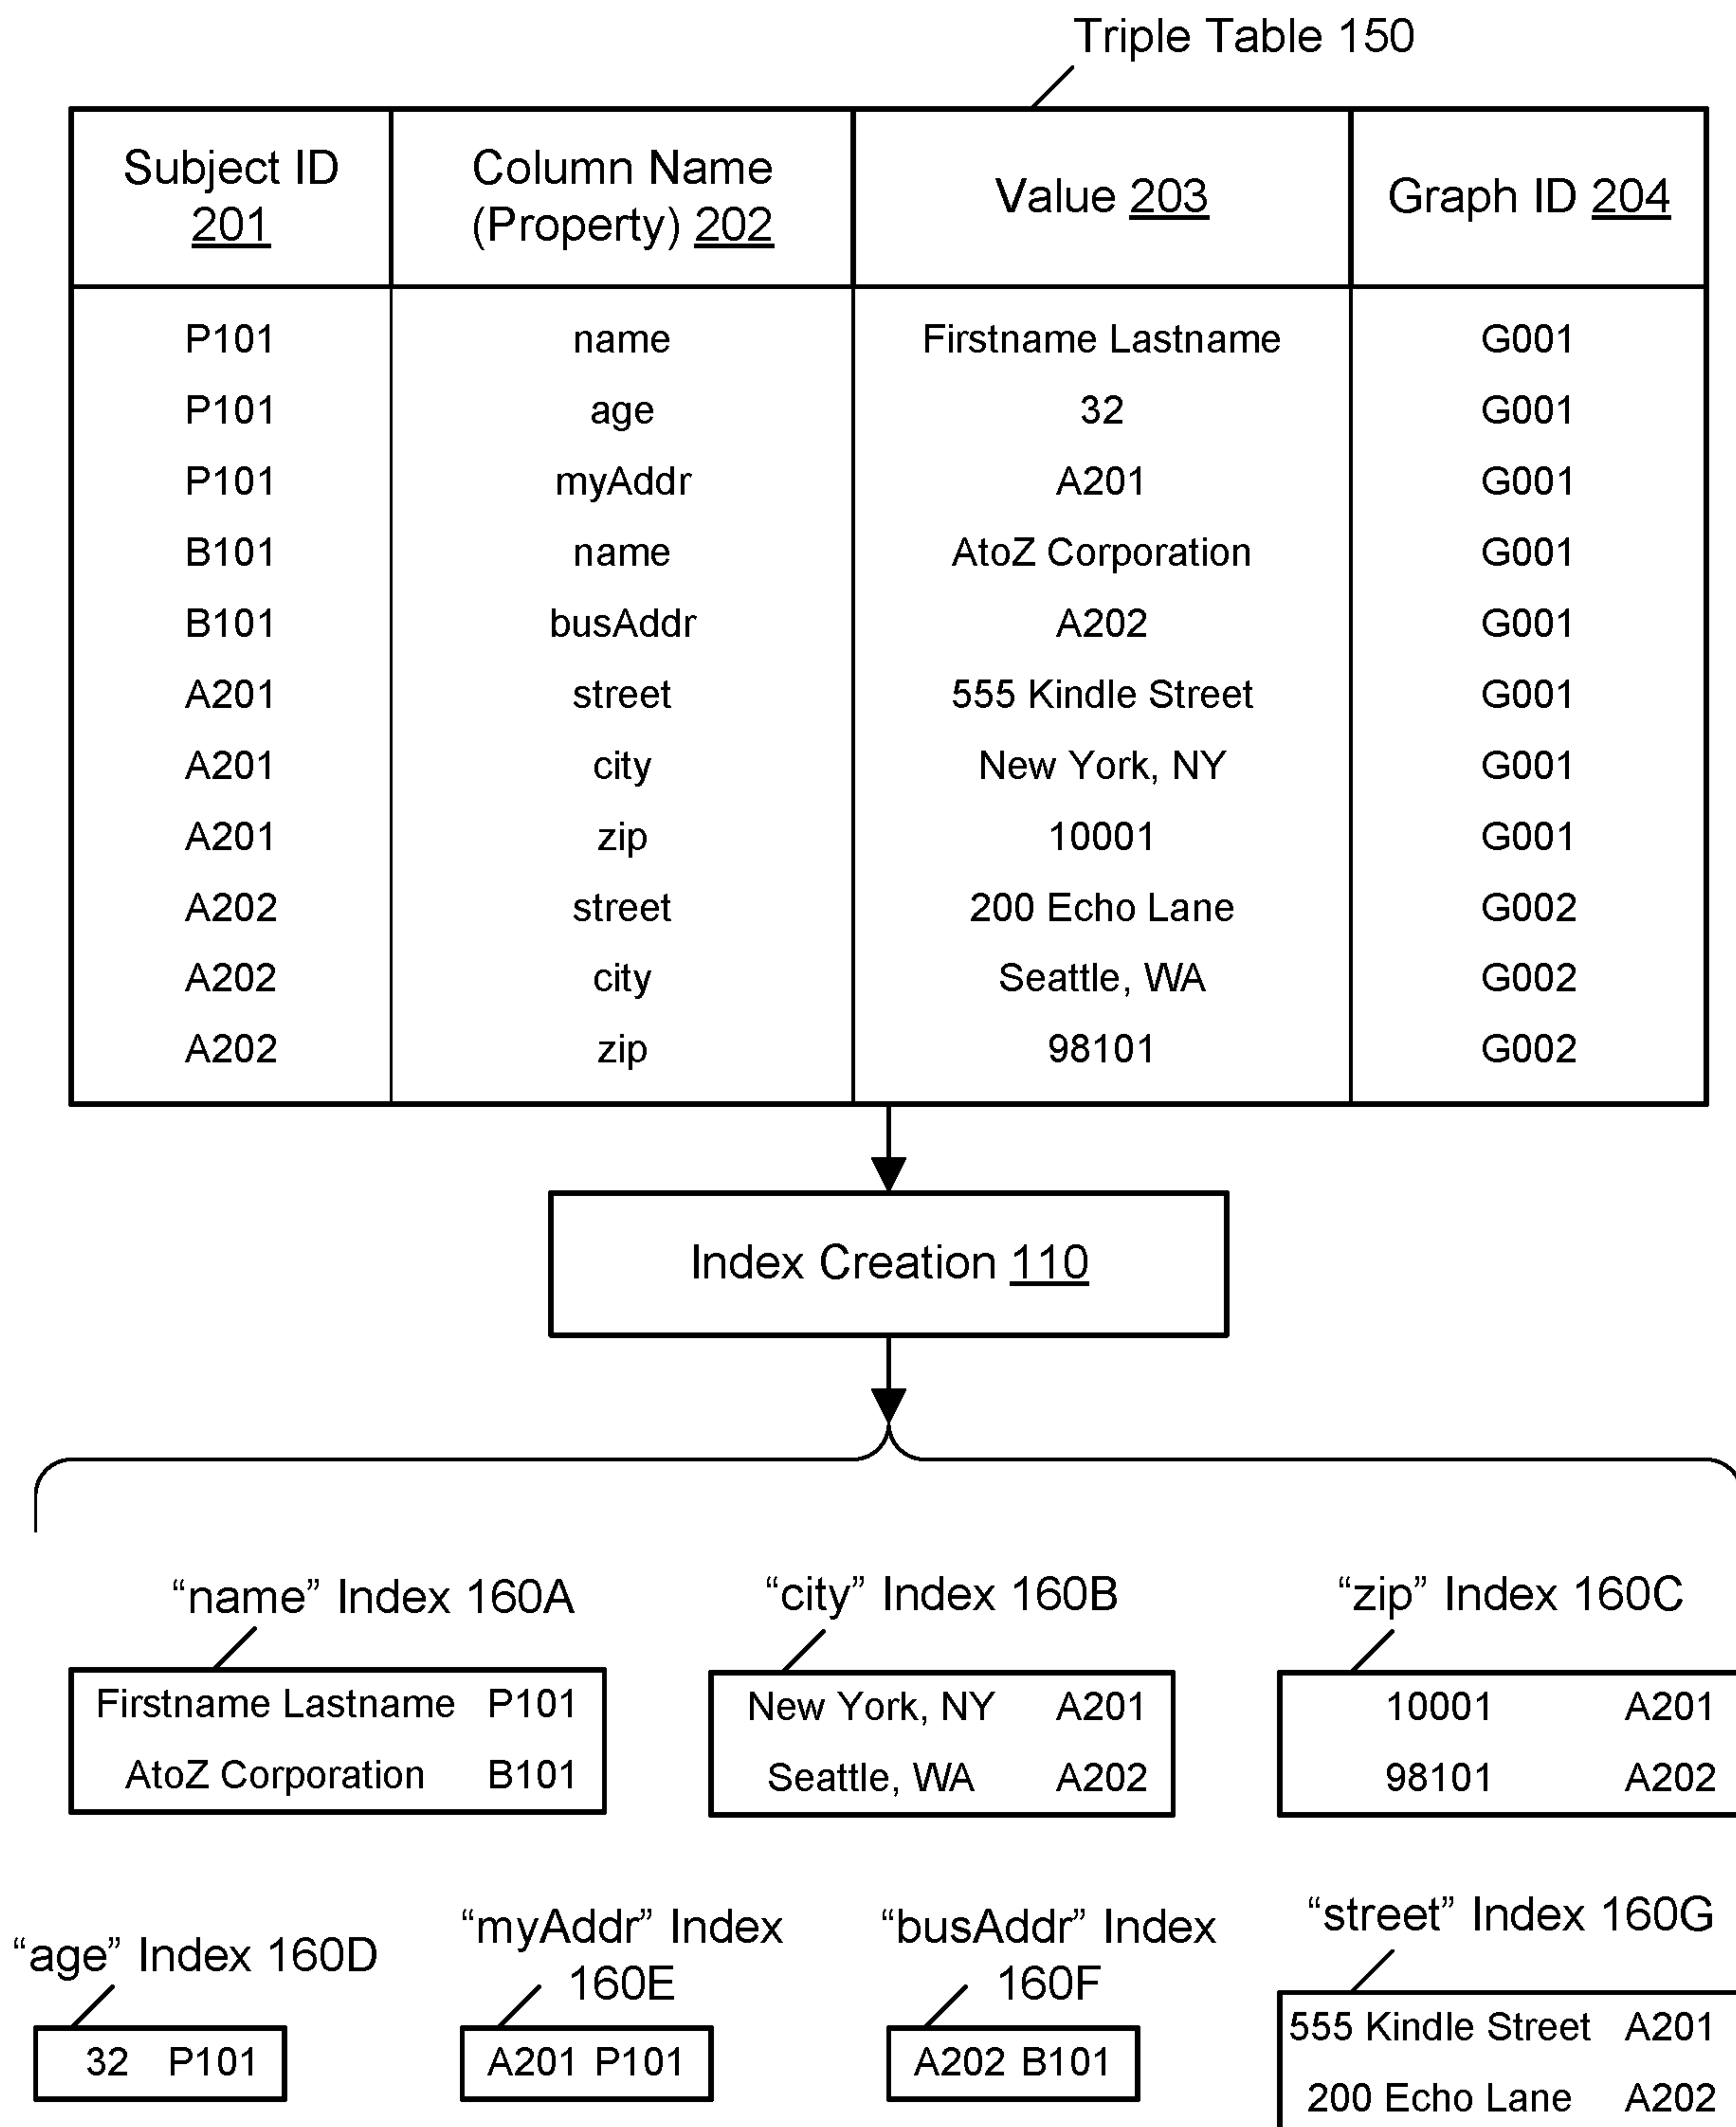 Triple Table 150
Subject ID 201 Column Name (Property) 202 Value 203 Graph ID 204
P101 name Firstname Lastname G001
P101 age 32 G001
P101 myAddr A201 G001
B101 name AtoZ Corporation G001
B101 busAddr A202 G001
A201 street 555 Kindle Street G001
A201 city New York, NY G001
A201 zip 10001 G001
A202 street 200 Echo Lane G002
A202 city Seattle, WA G002
A202 zip 98101 G002
Index Creation 110
“name” Index 160A
Firstname Lastname P101
AtoZ Corporation B101
“city” Index 160B
New York, NY A201
Seattle, WA A202
“zip” Index 160C
10001 A201
98101 A202
“age” Index 160D
32 P101
“myAddr” Index
160E
A201 P101
“busAddr” Index
160F
A202 B101
“street” Index 160G
555 Kindle Street A201
200 Echo Lane A202